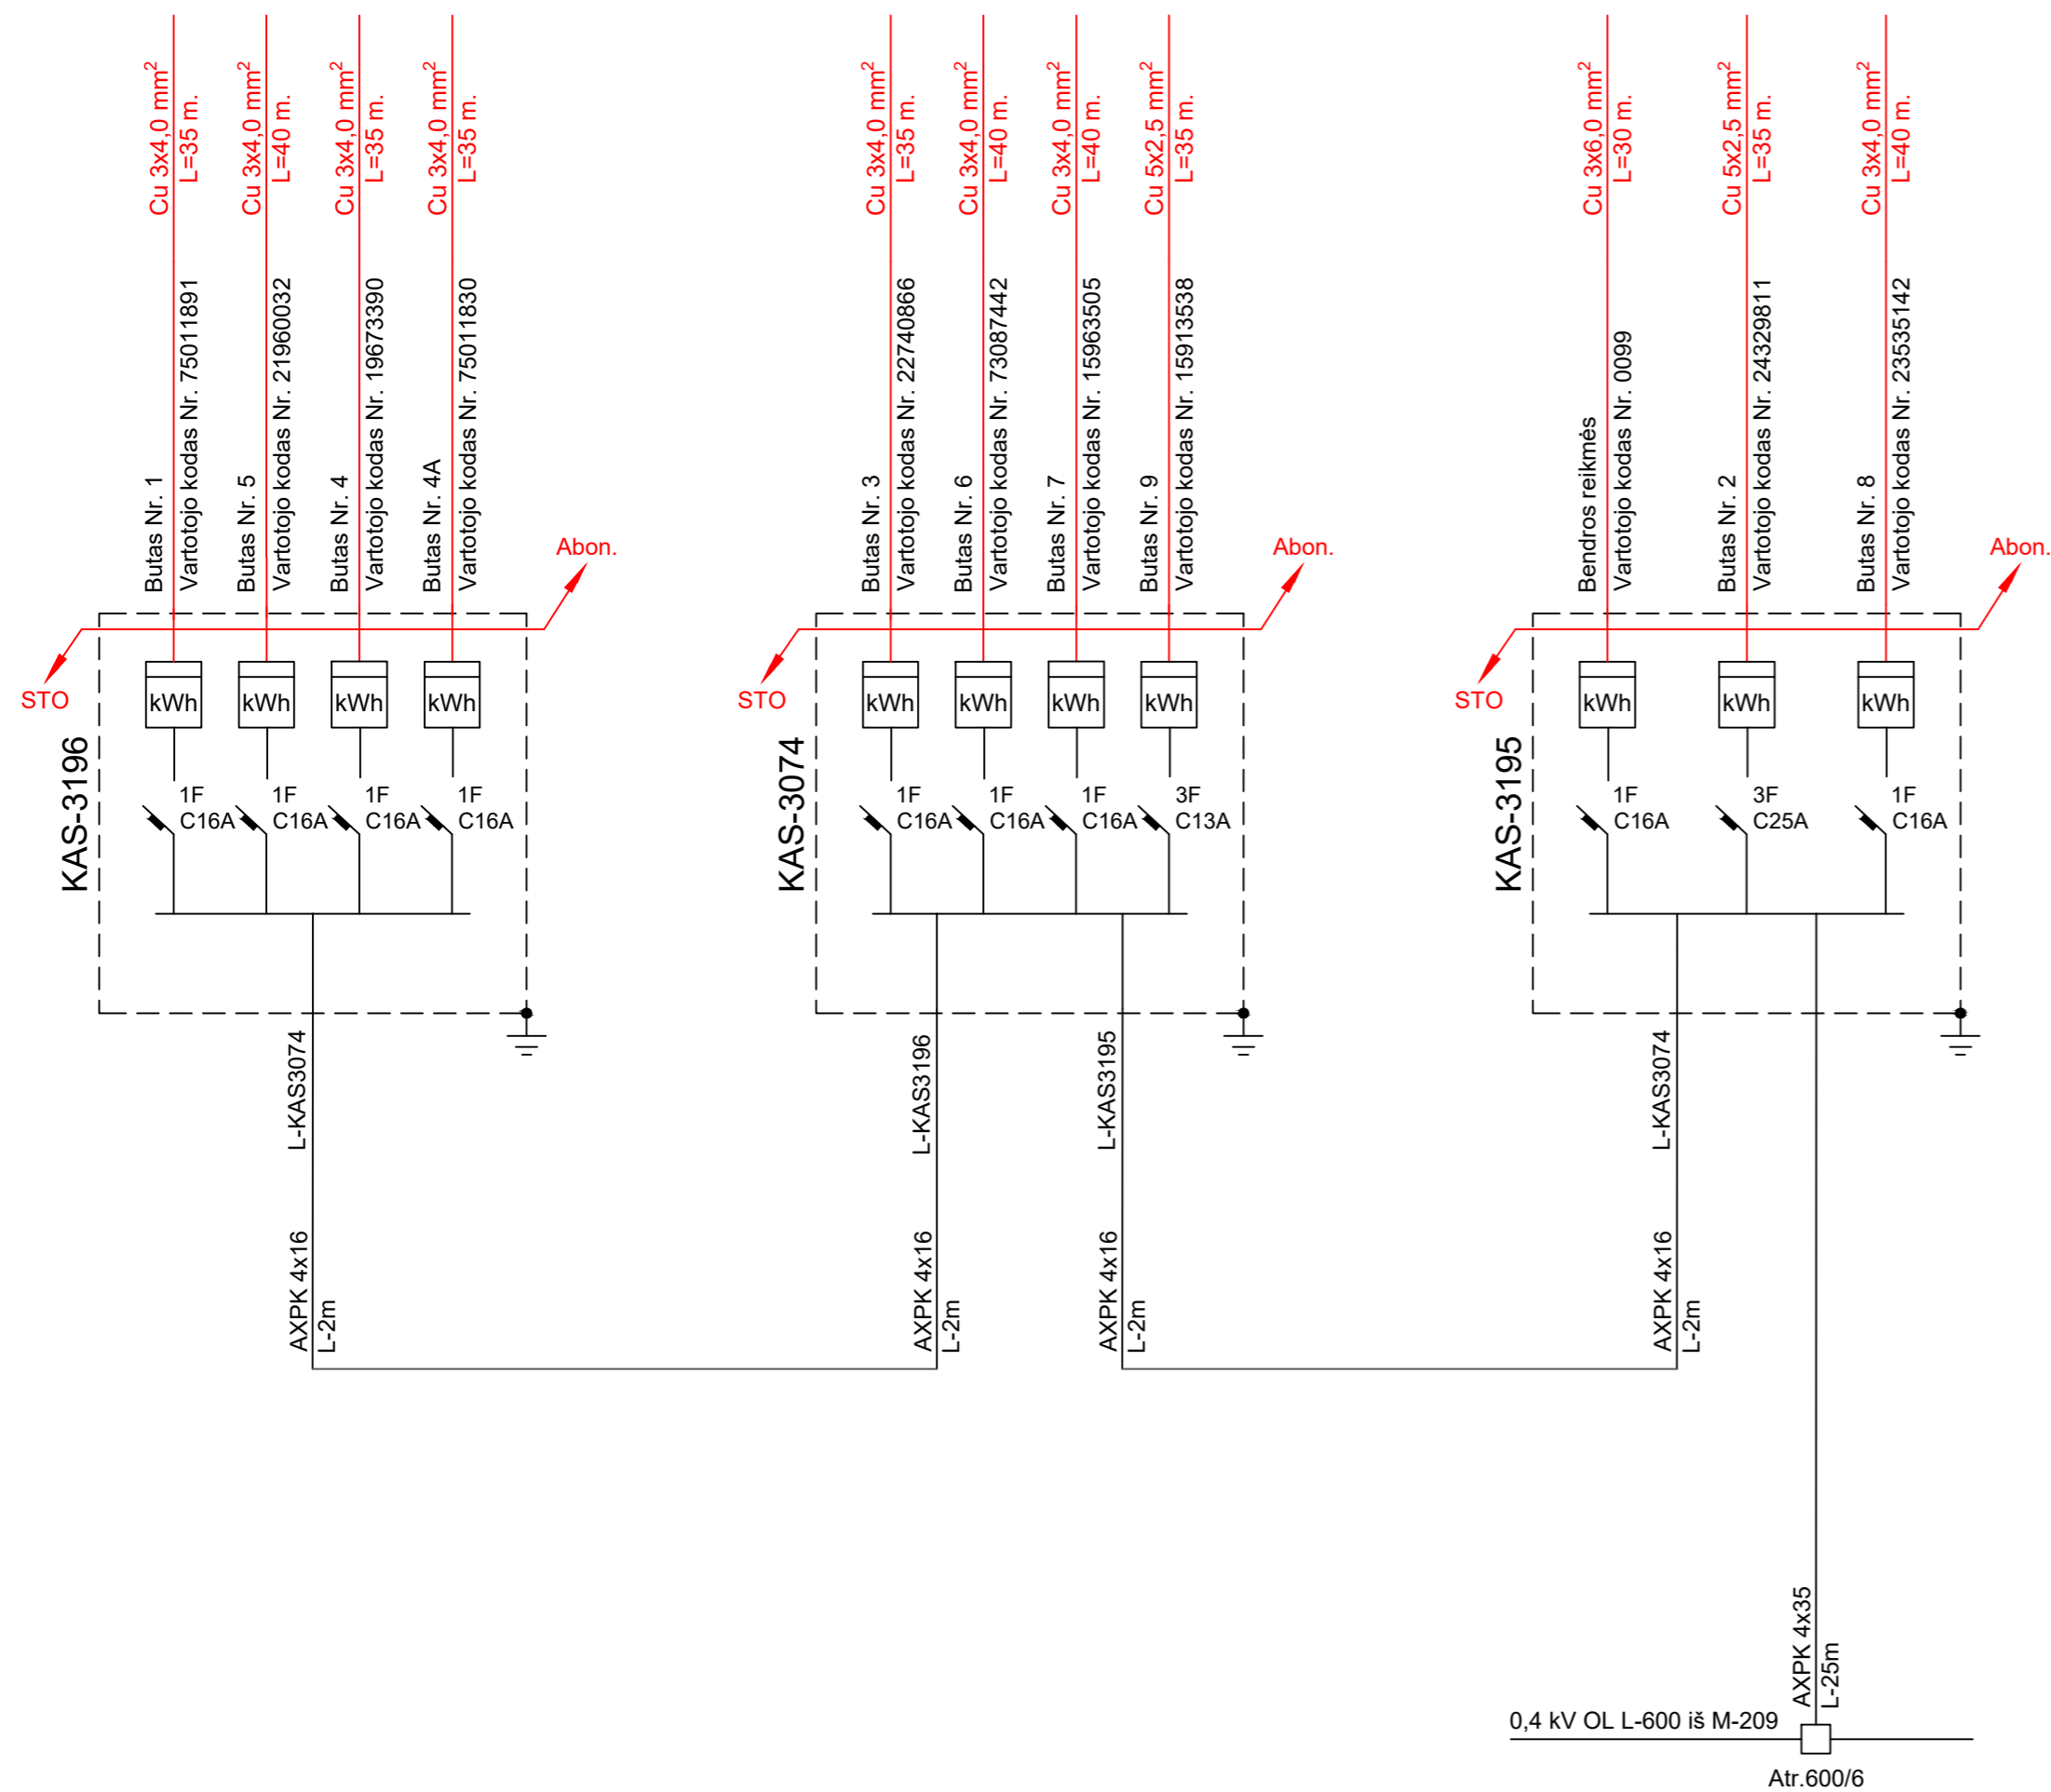 Cu 3x4,0 mm²
L=35 m.
Cu 3x4,0 mm²
L=40 m.
Cu 3x4,0 mm²
L=35 m.
Cu 3x4,0 mm²
L=35 m.
Cu 3x4,0 mm²
L=35 m.
Cu 3x4,0 mm²
L=40 m.
Cu 3x4,0 mm²
L=40 m.
Cu 5x2,5 mm²
L=35 m.
Cu 3x6,0 mm²
L=30 m.
Cu 5x2,5 mm²
L=35 m.
Cu 3x4,0 mm²
L=40 m.
Butas Nr. 1
Vartotojo kodas Nr. 75011891
Butas Nr. 5
Vartotojo kodas Nr. 21960032
Butas Nr. 4
Vartotojo kodas Nr. 19673390
Butas Nr. 4A
Vartotojo kodas Nr. 75011830
Butas Nr. 3
Vartotojo kodas Nr. 22740866
Butas Nr. 6
Vartotojo kodas Nr. 73087442
Butas Nr. 7
Vartotojo kodas Nr. 15963505
Butas Nr. 9
Vartotojo kodas Nr. 15913538
Bendros reikmės
Vartotojo kodas Nr. 0099
Butas Nr. 2
Vartotojo kodas Nr. 24329811
Butas Nr. 8
Vartotojo kodas Nr. 23535142
Abon.
Abon.
Abon.
STO
STO
STO
kWh
kWh
kWh
kWh
kWh
kWh
kWh
kWh
kWh
kWh
kWh
KAS-3196
KAS-3074
KAS-3195
1F
C16A
1F
C16A
1F
C16A
1F
C16A
1F
C16A
1F
C16A
1F
C16A
3F
C13A
1F
C16A
3F
C25A
1F
C16A
L-KAS3074
L-KAS3196
L-KAS3195
L-KAS3074
AXPK 4x16
L-2m
AXPK 4x16
L-2m
AXPK 4x16
L-2m
AXPK 4x16
L-2m
AXPK 4x35
L-25m
0,4 kV OL L-600 iš M-209
Atr.600/6